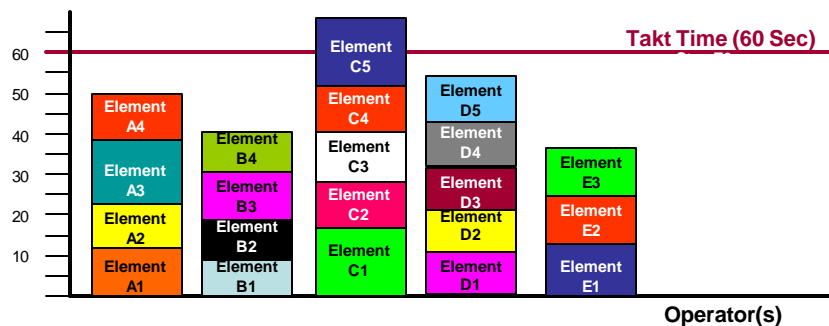 Takt Time (60 Sec)
60
50
40
30
20
10
Element
A4
Element
A3
Element
A2
Element
A1
Element
B4
Element
B3
Element
B2
Element
B1
Element
C5
Element
C4
Element
C3
Element
C2
Element
C1
Element
D5
Element
D4
Element
D3
Element
D2
Element
D1
Element
E3
Element
E2
Element
E1
Operator(s)